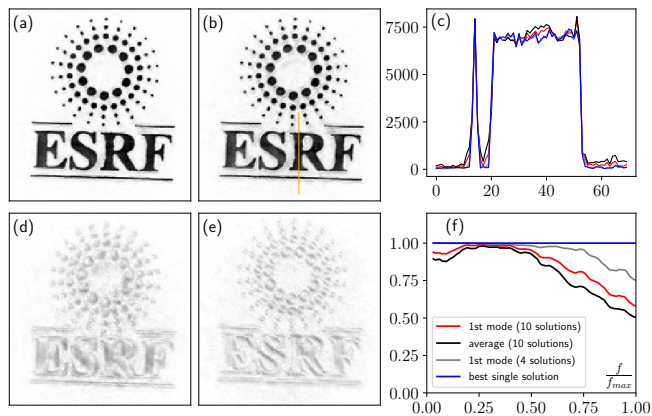 (a)
ESRF
(b)
ESRF
(c)
7500
5000
2500
0
0 20 40 60
(d)
ESRF
(e)
ESRF
(f)
1.00
0.75
0.50
0.25
0.00
1st mode (10 solutions)
average (10 solutions)
1st mode (4 solutions)
best single solution
f
f_max
0.00 0.25 0.50 0.75 1.00